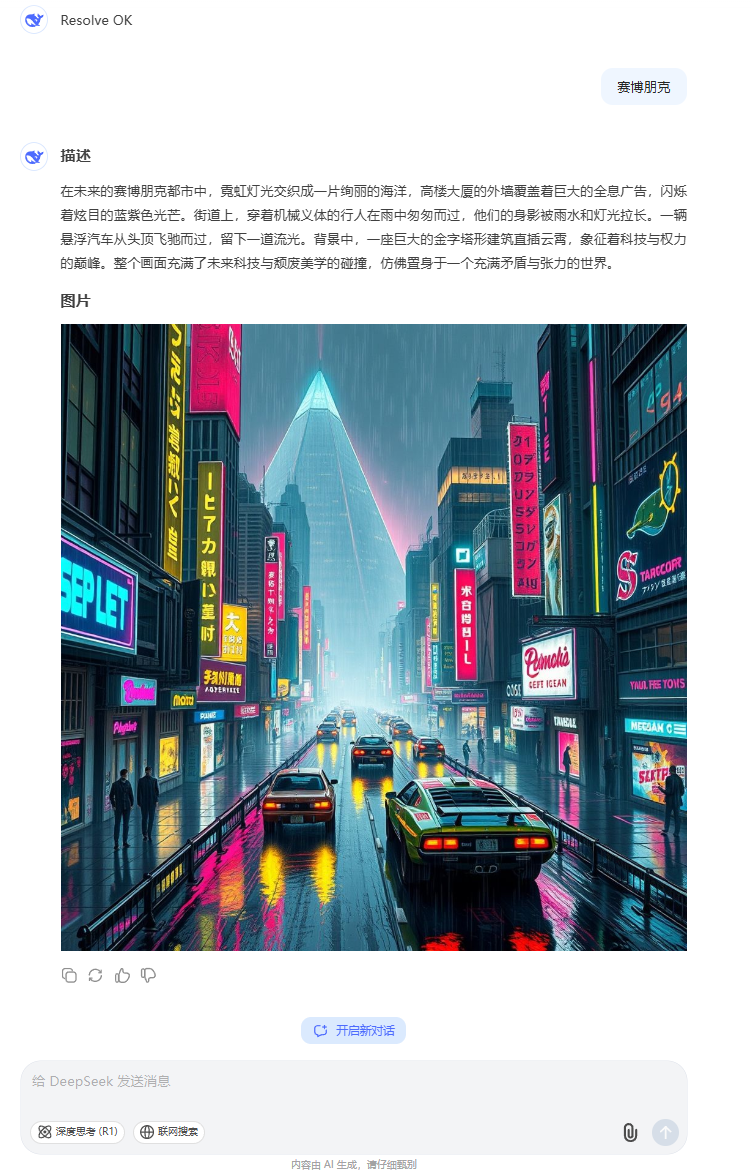 Resolve OK
赛博朋克
描述
在未来的赛博朋克都市中，霓虹灯光交织成一片绚丽的海洋，高楼大厦的外墙覆盖着巨大的全息广告，闪烁
着炫目的蓝紫色光芒。街道上，穿着机械义体的行人在雨中匆匆而过，他们的身影被雨水和灯光拉长。一辆
悬浮汽车从头顶飞驰而过，留下一道流光。背景中，一座巨大的金字塔形建筑直插云霄，象征着科技与权力
的巅峰。整个画面充满了未来科技与颓废美学的碰撞，仿佛置身于一个充满矛盾与张力的世界。
图片
SEPLET
开启新对话
给 DeepSeek 发送消息
深度思考 (R1)
联网搜索
内容由 AI 生成，请仔细甄别